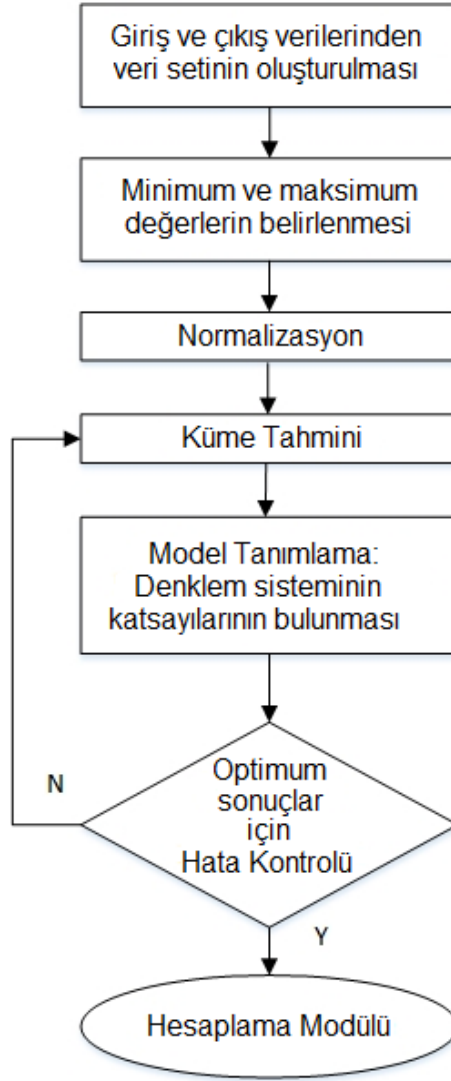 Giriş ve çıkış verilerinden
veri setinin oluşturulması
Minimum ve maksimum
değerlerin belirlenmesi
Normalizasyon
Küme Tahmini
Model Tanımlama:
Denklem sisteminin
katsayılarının bulunması
Optimum
sonuçlar
için
Hata Kontrolü
N
Y
Hesaplama Modülü